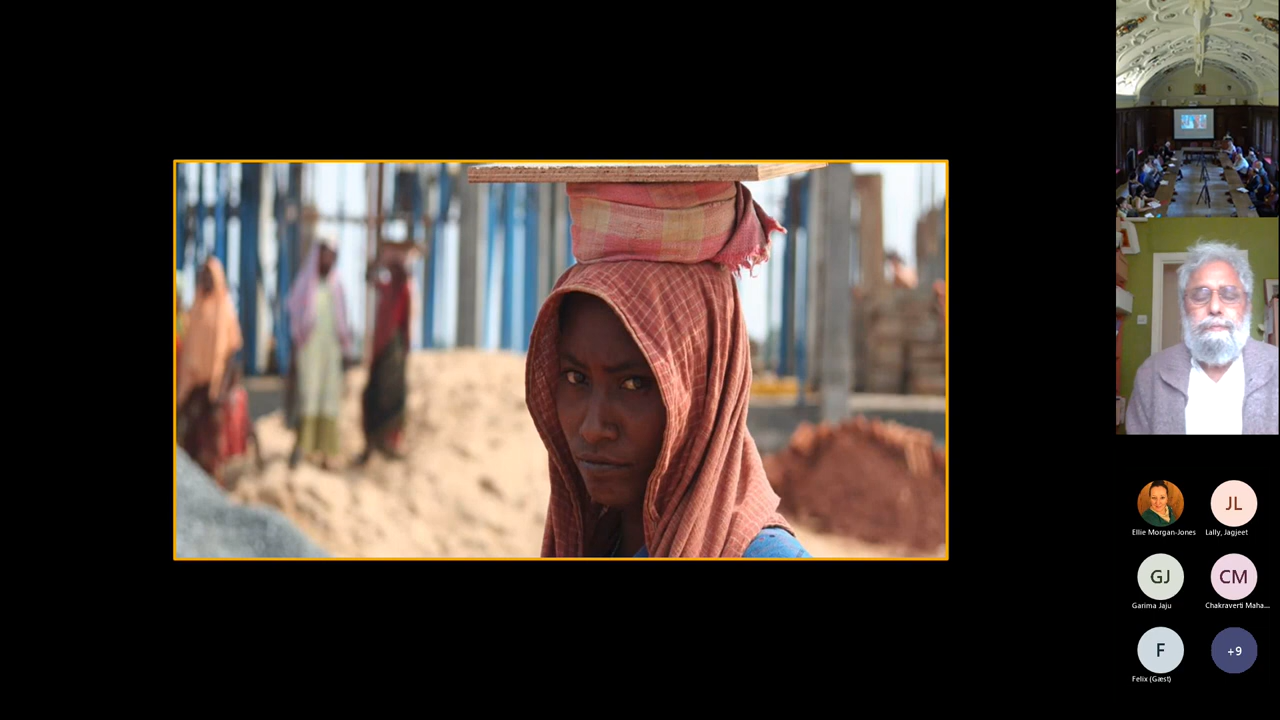 Ellie Morgan-Jones
JL
Lally, Jagjeet
GJ
Garima Jaju
CM
Chakraverti Maha...
F
Felix (Gæst)
+9